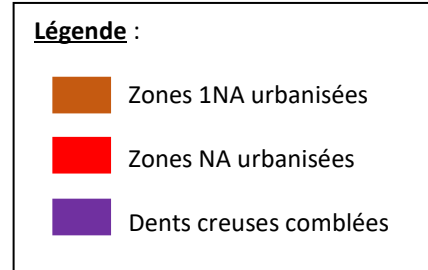 Légende :
Zones 1NA urbanisées
Zones NA urbanisées
Dents creuses comblées